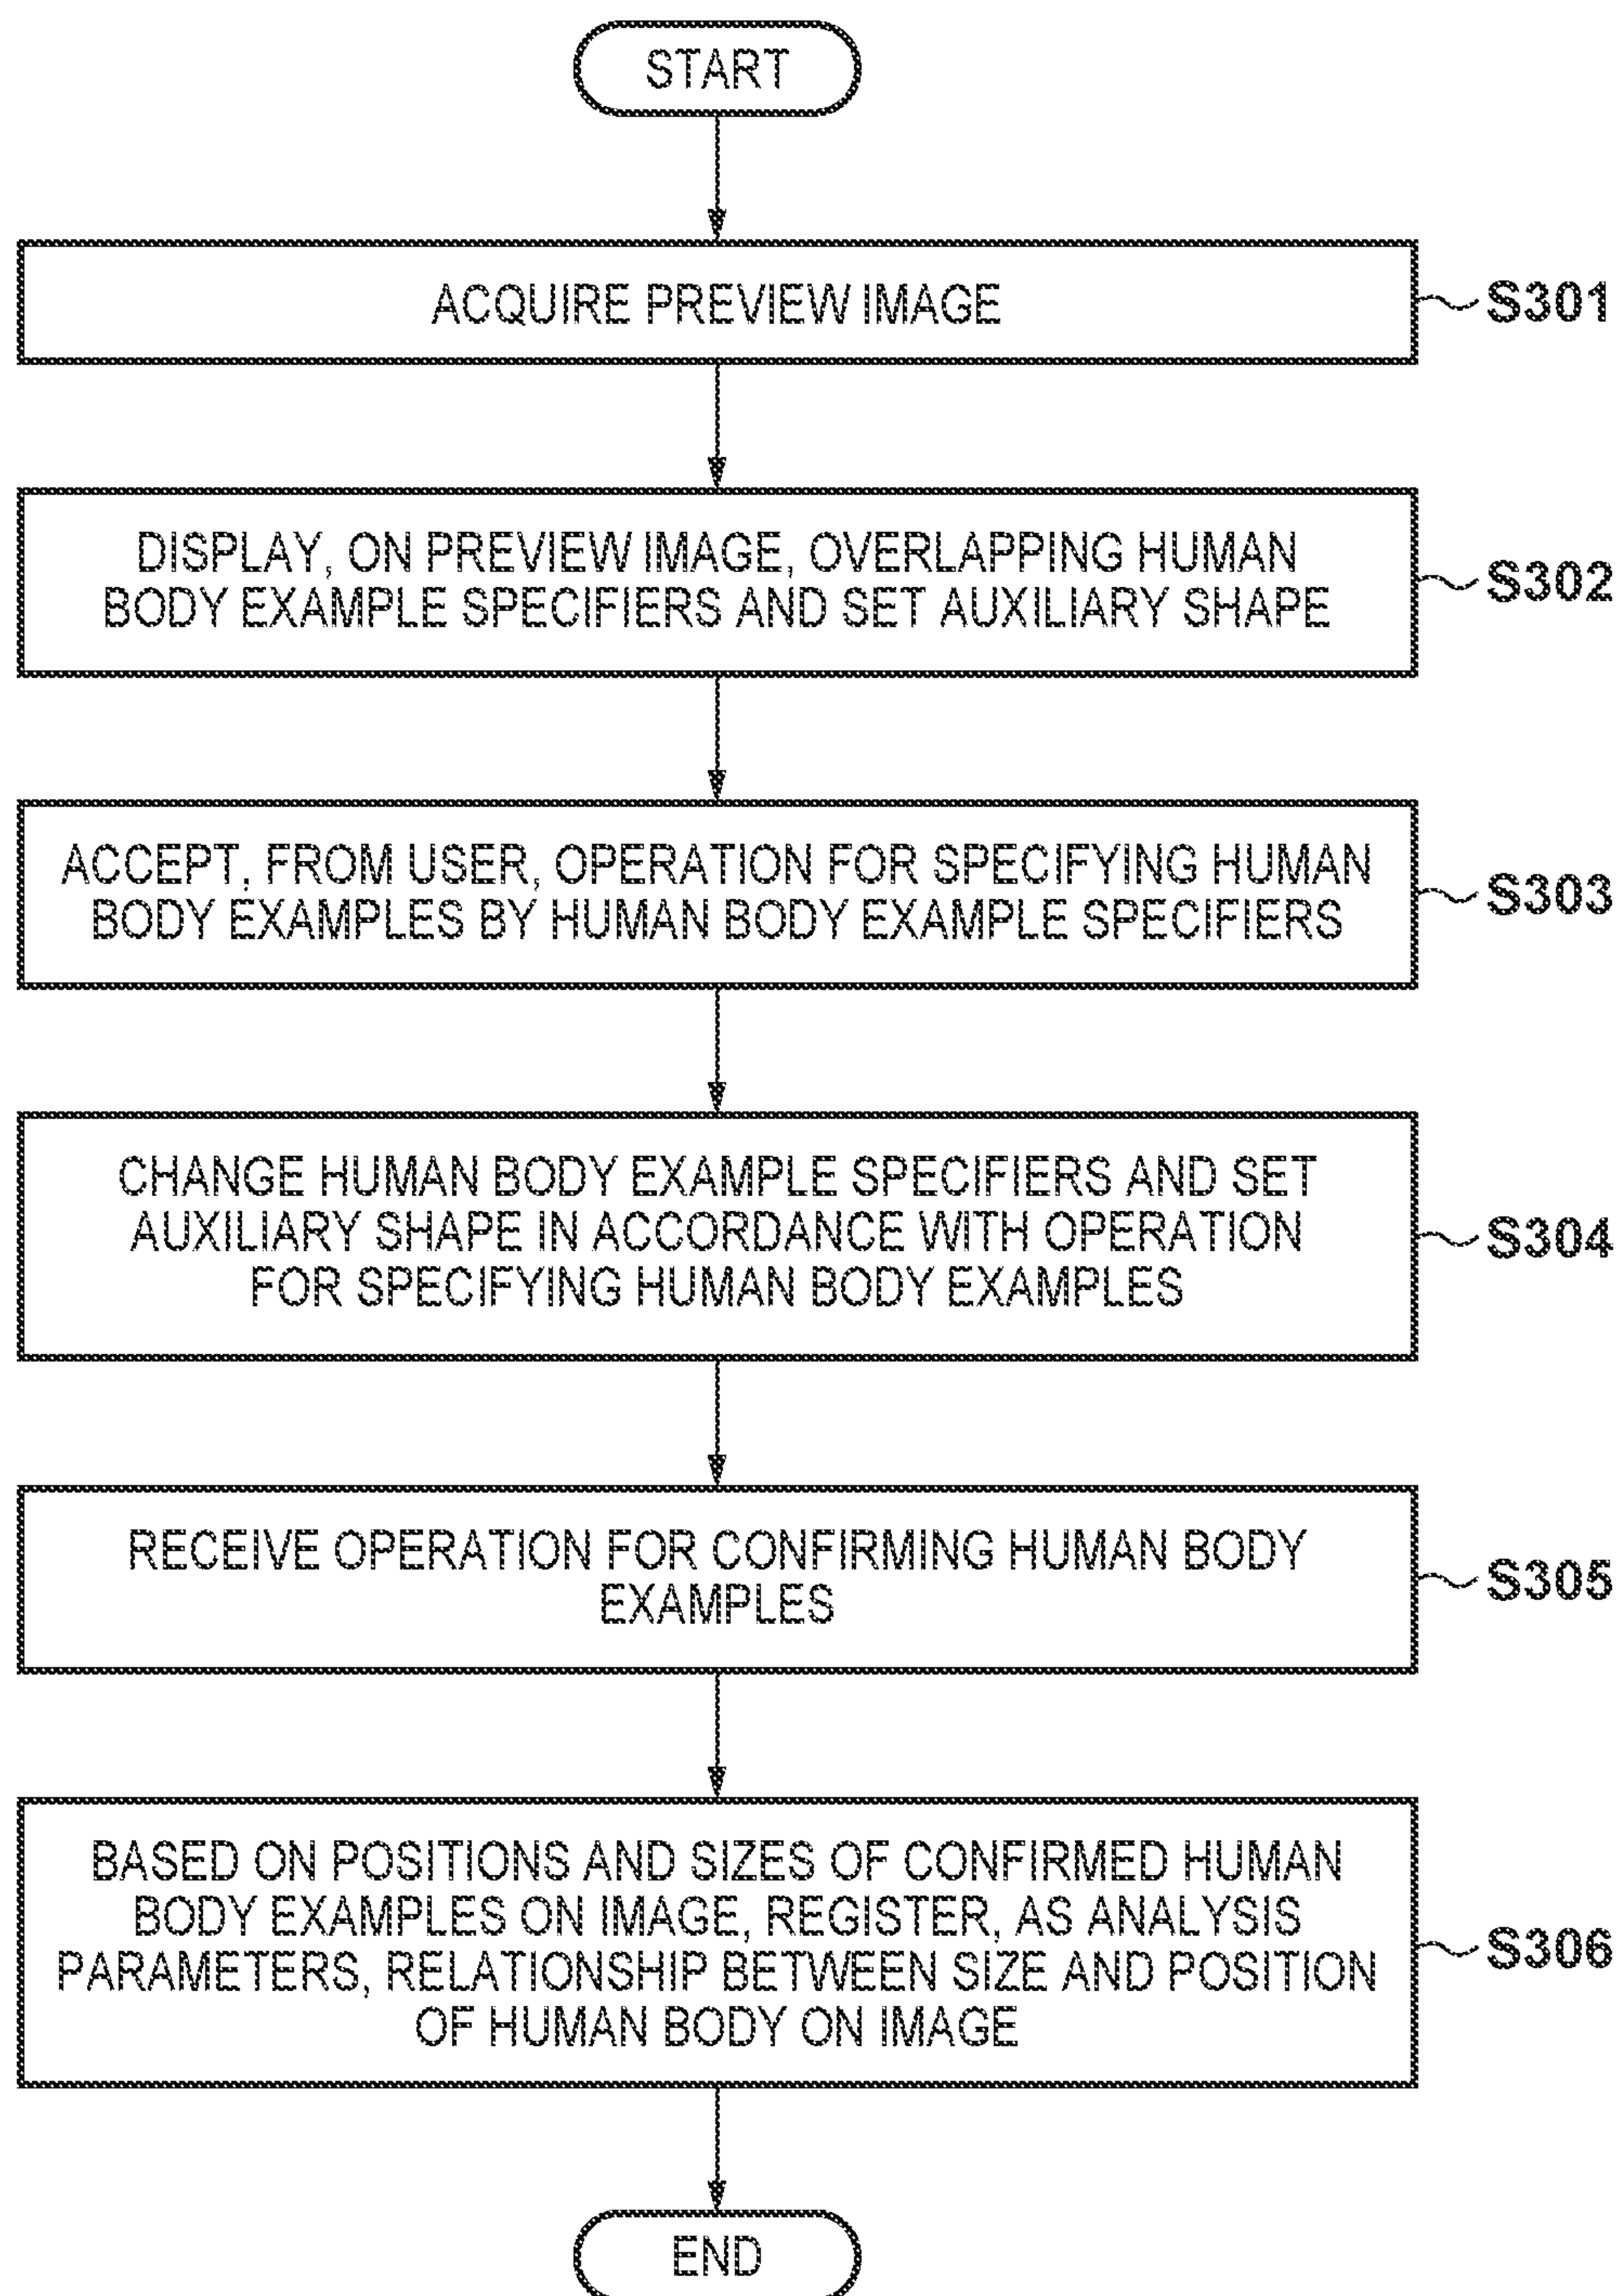 START
ACQUIRE PREVIEW IMAGE
S301
DISPLAY, ON PREVIEW IMAGE, OVERLAPPING HUMAN
BODY EXAMPLE SPECIFIERS AND SET AUXILIARY SHAPE
S302
ACCEPT, FROM USER, OPERATION FOR SPECIFYING HUMAN
BODY EXAMPLES BY HUMAN BODY EXAMPLE SPECIFIERS
S303
CHANGE HUMAN BODY EXAMPLE SPECIFIERS AND SET
AUXILIARY SHAPE IN ACCORDANCE WITH OPERATION
FOR SPECIFYING HUMAN BODY EXAMPLES
S304
RECEIVE OPERATION FOR CONFIRMING HUMAN BODY
EXAMPLES
S305
BASED ON POSITIONS AND SIZES OF CONFIRMED HUMAN
BODY EXAMPLES ON IMAGE, REGISTER, AS ANALYSIS
PARAMETERS, RELATIONSHIP BETWEEN SIZE AND POSITION
OF HUMAN BODY ON IMAGE
S306
END